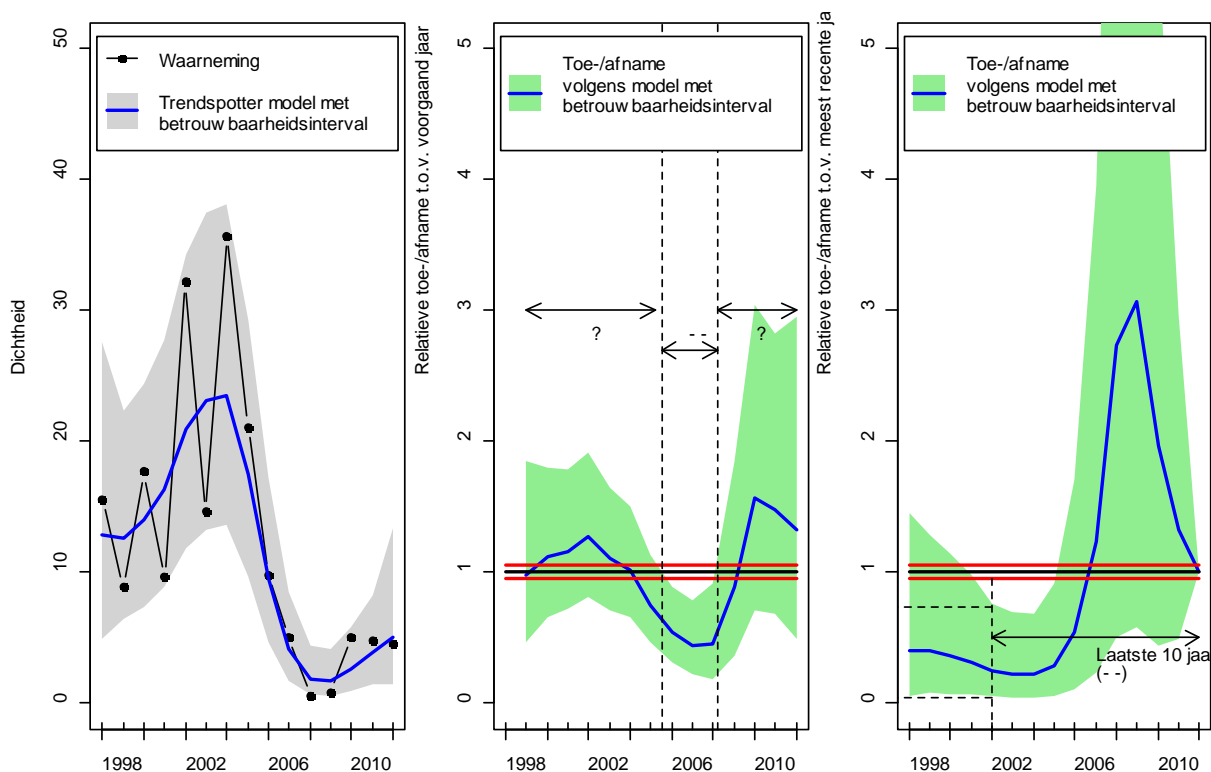 Dichtheid
0
10
20
30
40
50
Waarneming
Trendspotter model met
betrouw baarheidsinterval
1998
2002
2006
2010
Relatieve toe-/afname t.o.v. voorgaand jaar
0
1
2
3
4
5
Toe-/afname
volgens model met
betrouw baarheidsinterval
?
- -
?
1998
2002
2006
2010
Relatieve toe-/afname t.o.v. meest recente ja
0
1
2
3
4
5
Toe-/afname
volgens model met
betrouw baarheidsinterval
Laatste 10 jaa
(- -)
1998
2002
2006
2010